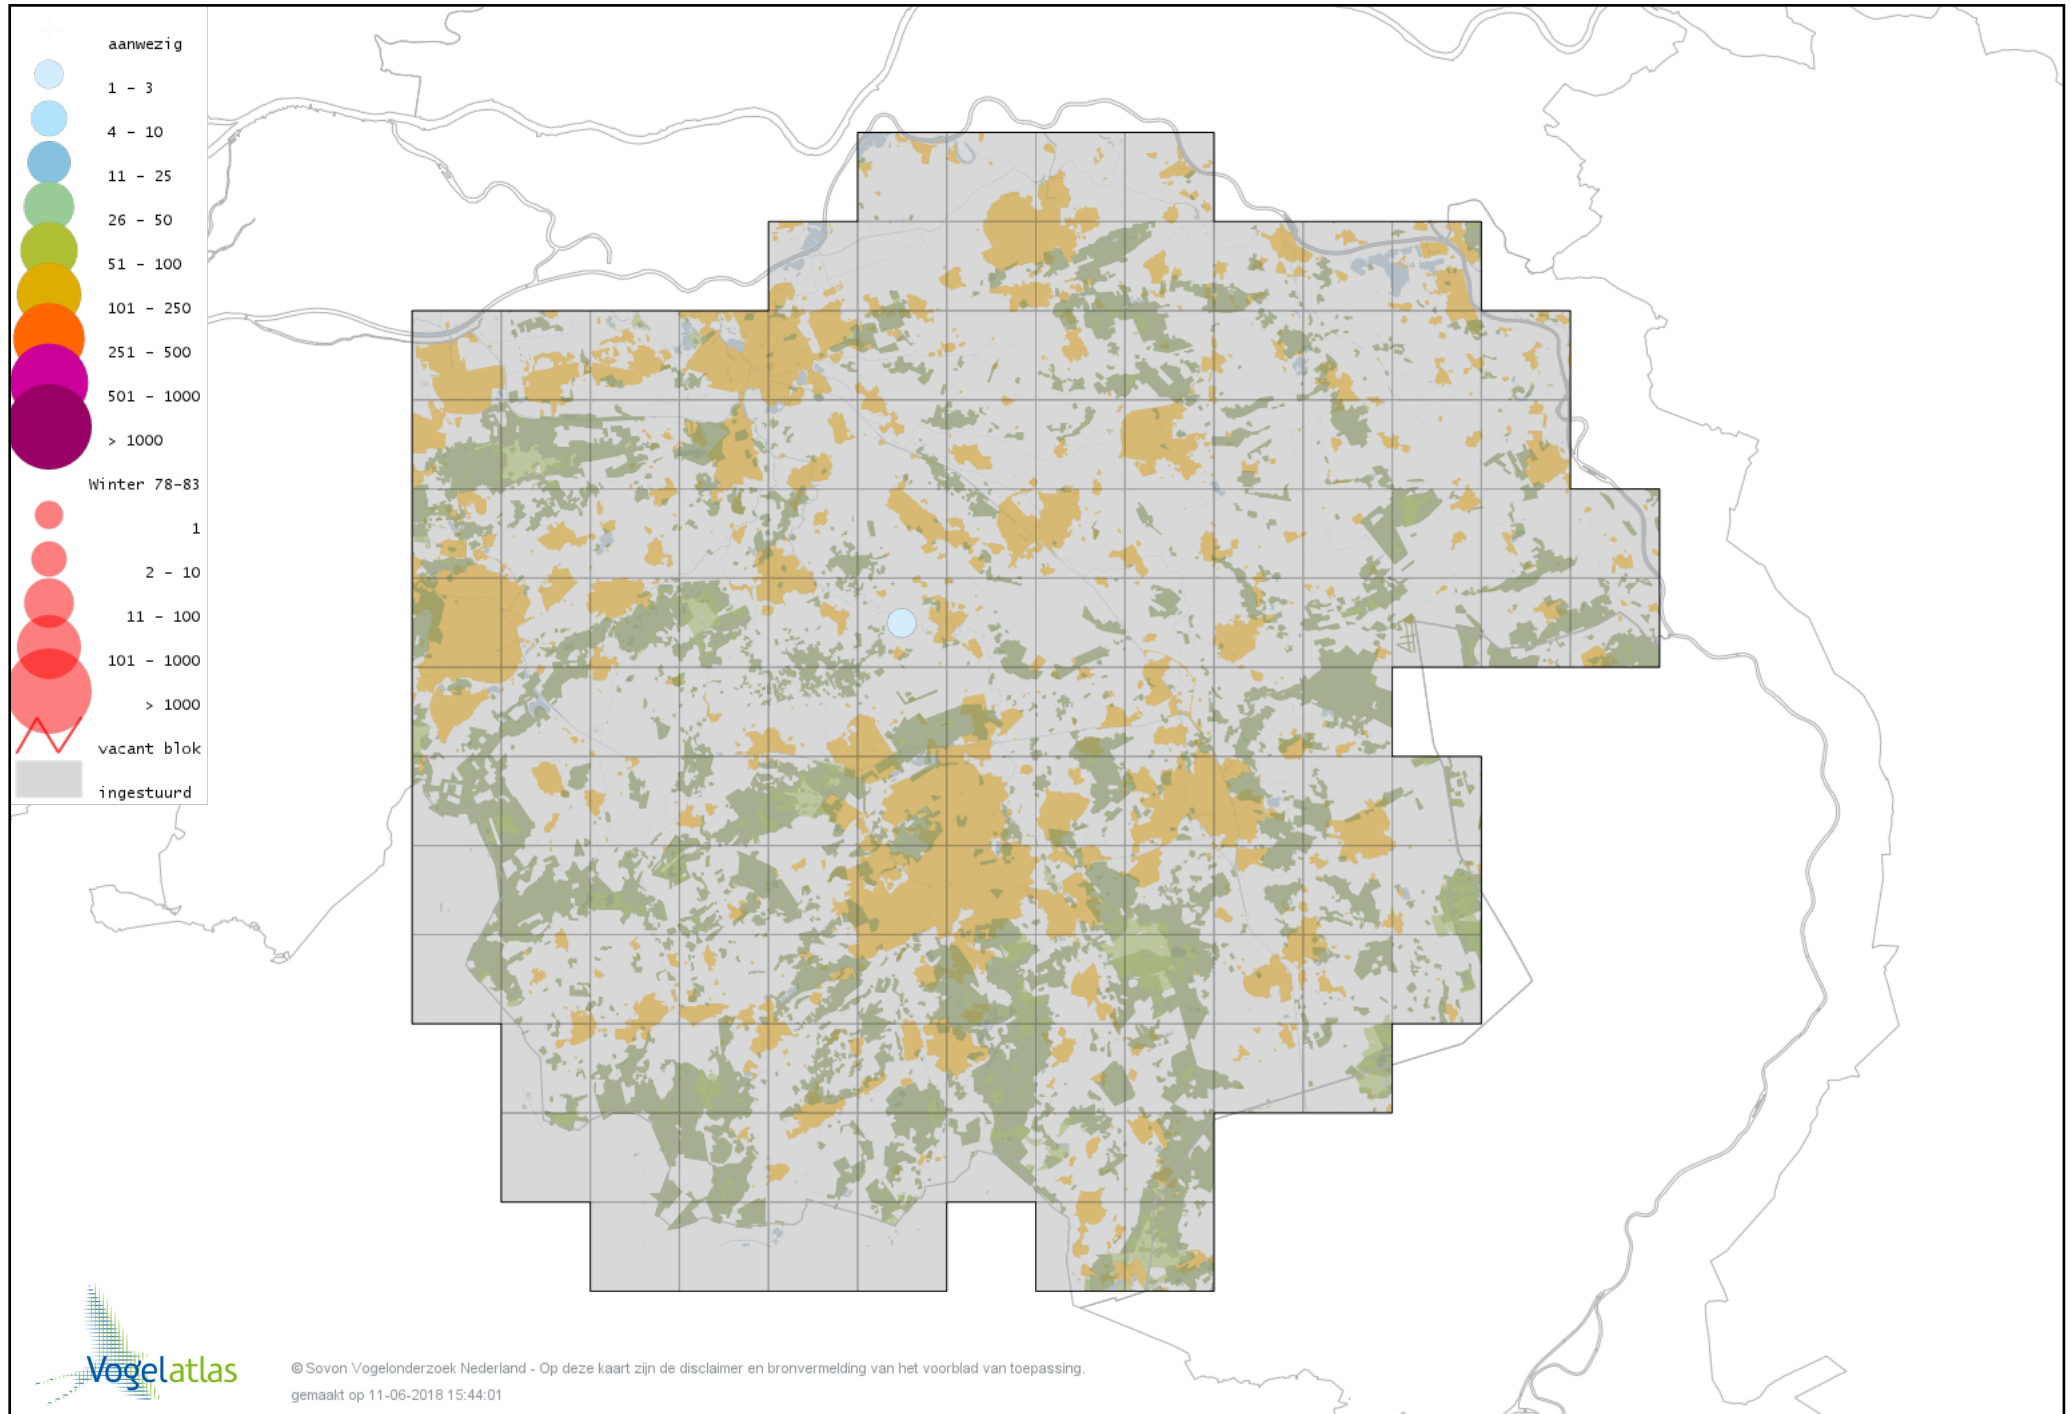 aanwezig
1 - 3
4 - 10
11 - 25
26 - 50
51 - 100
101 - 250
251 - 500
501 - 1000
> 1000
Winter 78-83
1
2 - 10
11 - 100
101 - 1000
> 1000
vacant blok
ingestuurd
Vogelatlas
© Sovon Vogelonderzoek Nederland - Op deze kaart zijn de disclaimer en bronvermelding van het voorblad van toepassing.
gemaakt op 11-06-2018 15:44:01